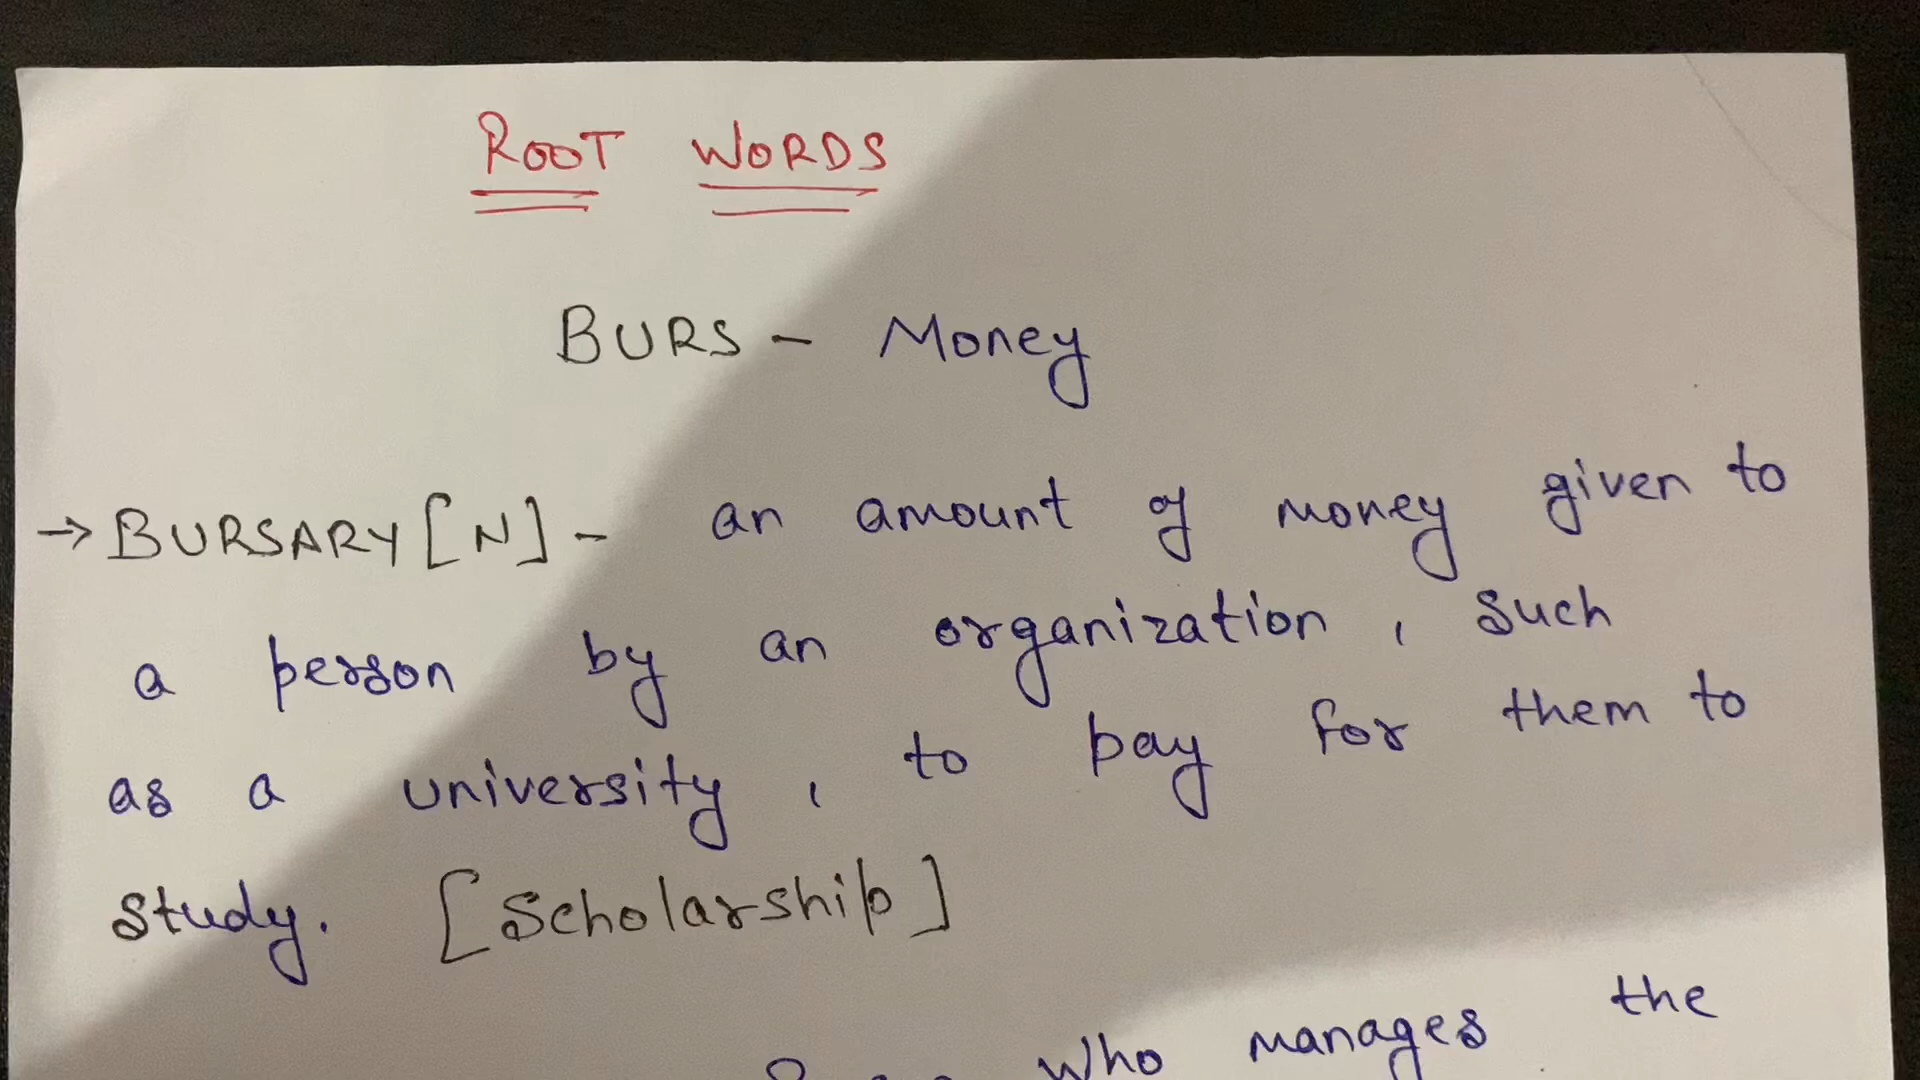 ROOT WORDS
BURS - Money
→ BURSARY [N] - an amount of money given to
a person by an organization, such
as a university, to pay for them to
study. [Scholarship]
who manages the